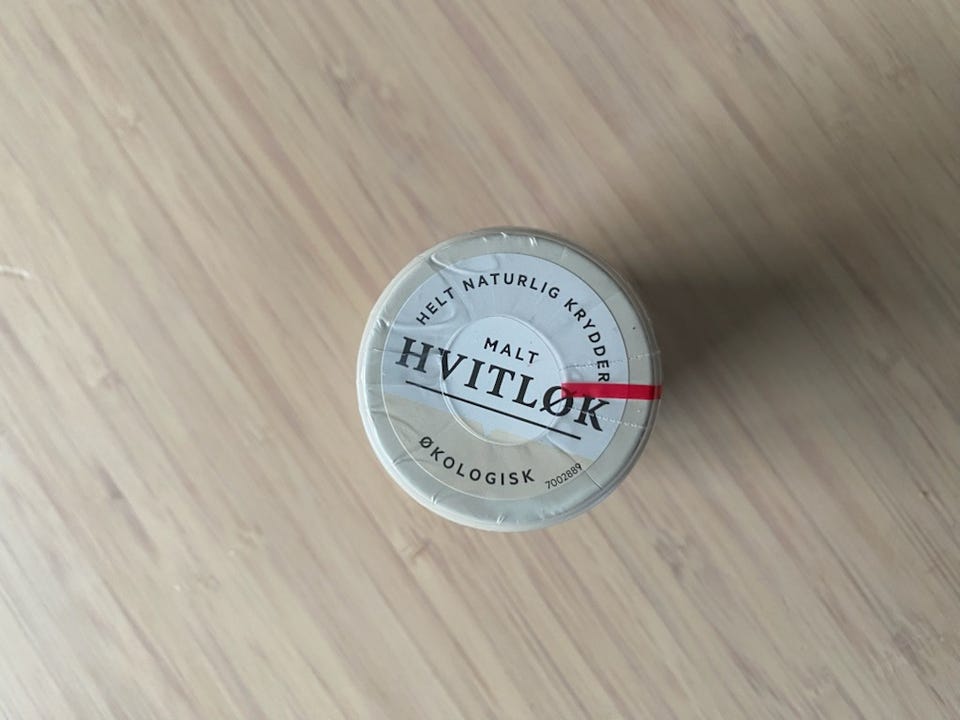 HELT NATURLIG KRYDDER
MALT
HVITLØK
ØKOLOGISK
7002889